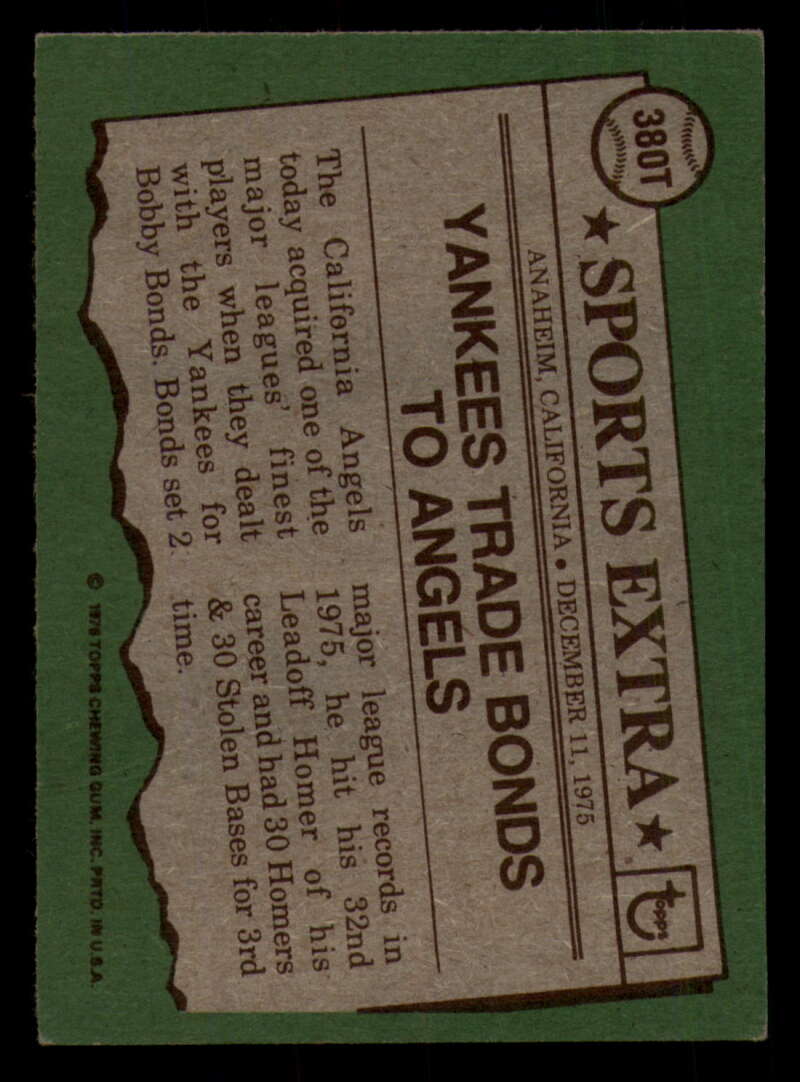 380T
★ SPORTS EXTRA ★
topps
ANAHEIM, CALIFORNIA • DECEMBER 11, 1975
YANKEES TRADE BONDS
TO ANGELS
The California Angels
today acquired one of the
major leagues' finest
players when they dealt
with the Yankees for
Bobby Bonds. Bonds set 2
major league records in
1975, he hit his 32nd
Leadoff Homer of his
career and had 30 Homers
& 30 Stolen Bases for 3rd
time.
© 1976 TOPPS CHEWING GUM, INC. PRTD. IN U.S.A.